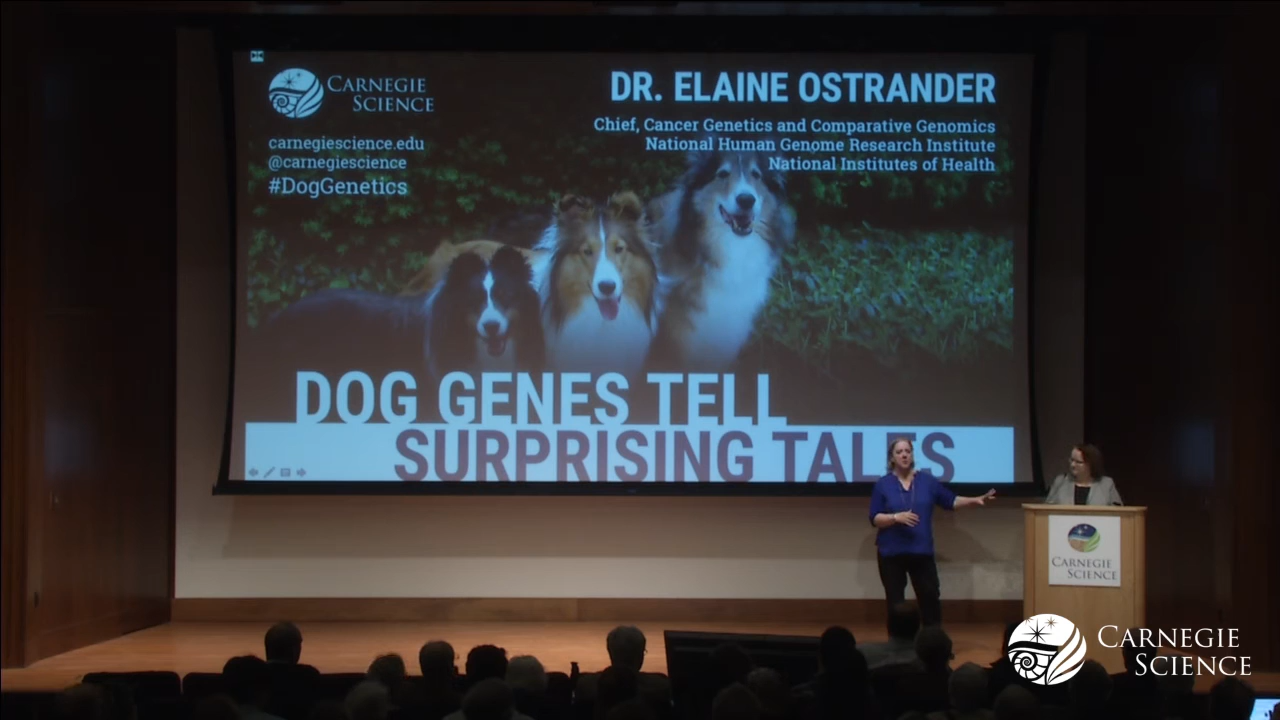 CARNEGIE
SCIENCE
carnegiescience.edu
@carnegiescience
#DogGenetics
DR. ELAINE OSTRANDER
Chief, Cancer Genetics and Comparative Genomics
National Human Genome Research Institute
National Institutes of Health
DOG GENES TELL
SURPRISING TALES
CARNEGIE
SCIENCE
CARNEGIE
SCIENCE